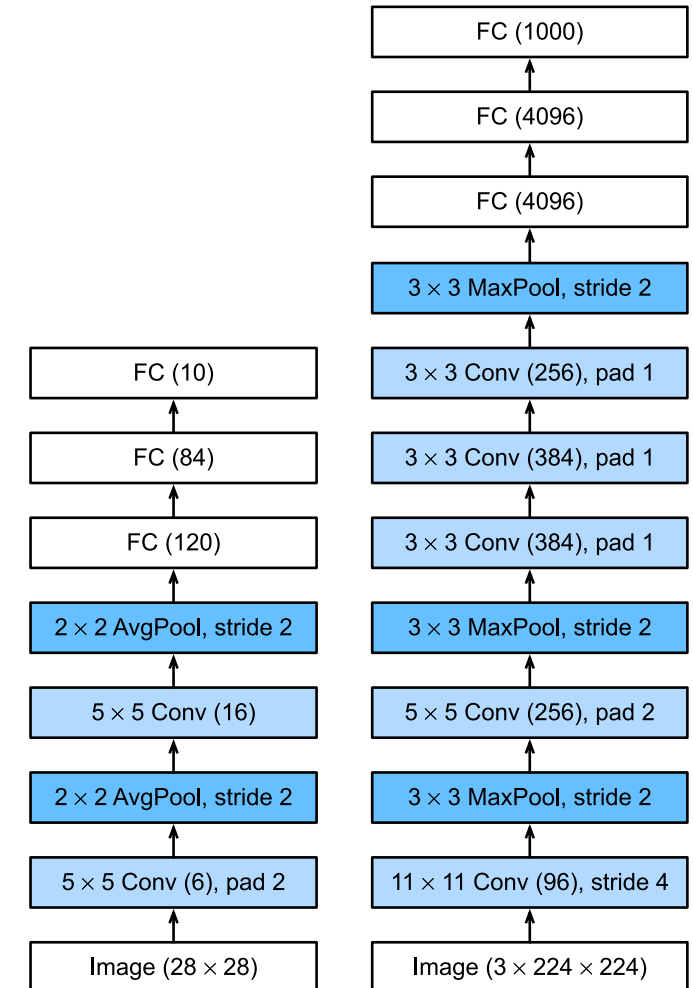 FC (10)
FC (84)
FC (120)
2 × 2 AvgPool, stride 2
5 × 5 Conv (16)
2 × 2 AvgPool, stride 2
5 × 5 Conv (6), pad 2
Image (28 × 28)
FC (1000)
FC (4096)
FC (4096)
3 × 3 MaxPool, stride 2
3 × 3 Conv (256), pad 1
3 × 3 Conv (384), pad 1
3 × 3 Conv (384), pad 1
3 × 3 MaxPool, stride 2
5 × 5 Conv (256), pad 2
3 × 3 MaxPool, stride 2
11 × 11 Conv (96), stride 4
Image (3 × 224 × 224)